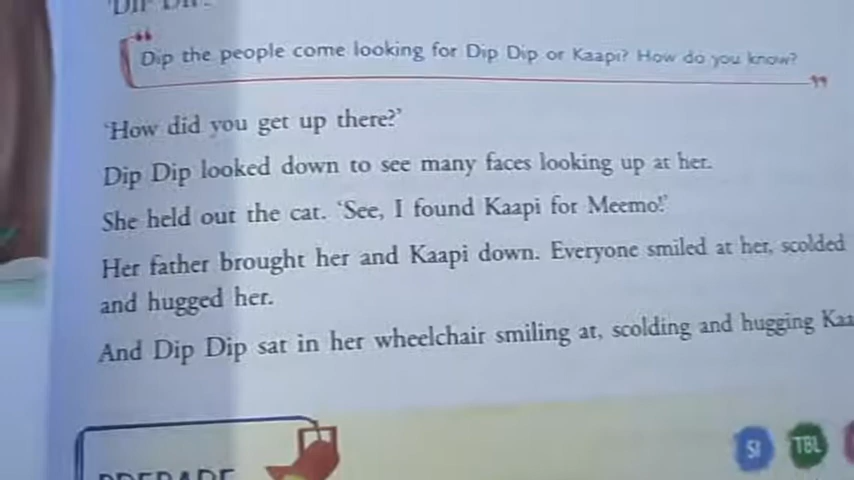 'DIP DIP!'
Dip the people come looking for Dip Dip or Kaapi? How do you know?
'How did you get up there?'
Dip Dip looked down to see many faces looking up at her.
She held out the cat. 'See, I found Kaapi for Meemo!'
Her father brought her and Kaapi down. Everyone smiled at her, scolded
and hugged her.
And Dip Dip sat in her wheelchair smiling at, scolding and hugging
SI TBL
PREPARE